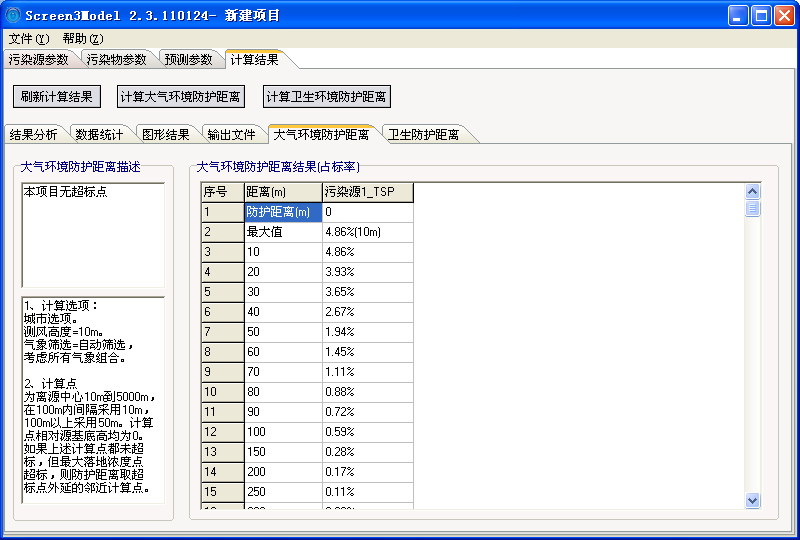 Screen3Model 2.3.110124- 新建项目
文件(Y) 帮助(Z)
污染源参数 污染物参数 预测参数 计算结果
刷新计算结果 计算大气环境防护距离 计算卫生环境防护距离
结果分析 数据统计 图形结果 输出文件 大气环境防护距离 卫生防护距离
大气环境防护距离描述
本项目无超标点
1、计算选项：
城市选项。
测风高度=10m。
气象筛选=自动筛选，
考虑所有气象组合。
2、计算点
为离源中心10m到5000m，
在100m内间隔采用10m，
100m以上采用50m。计算
点相对源基底高均为0。
如果上述计算点都未超
标，但最大落地浓度点
超标，则防护距离取超
标点外延的邻近计算点。
大气环境防护距离结果(占标率)
序号 距离(m) 污染源1_TSP
1 防护距离(m) 0
2 最大值 4.86%(10m)
3 10 4.86%
4 20 3.93%
5 30 3.65%
6 40 2.67%
7 50 1.94%
8 60 1.45%
9 70 1.11%
10 80 0.88%
11 90 0.72%
12 100 0.59%
13 150 0.28%
14 200 0.17%
15 250 0.11%